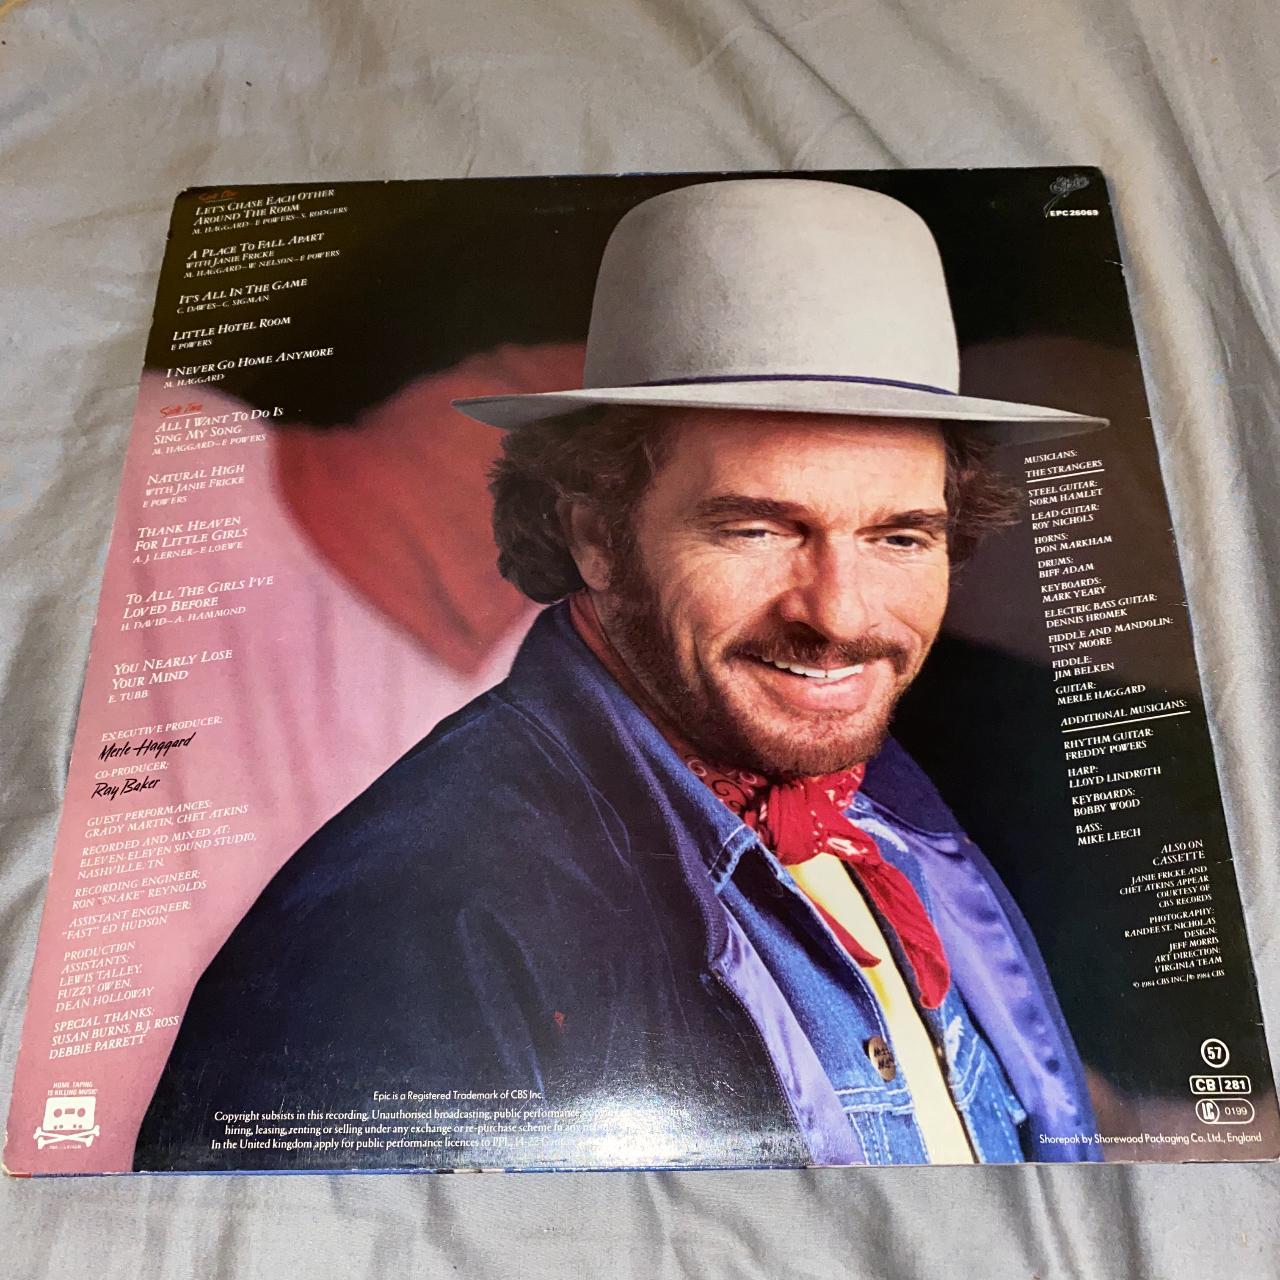 Side One
LET'S CHASE EACH OTHER
AROUND THE ROOM
M. HAGGARD–F. POWERS–S. RODGERS
A PLACE TO FALL APART
WITH JANIE FRICKE
M. HAGGARD–W. NELSON–F. POWERS
IT'S ALL IN THE GAME
C. DAWES–C. SIGMAN
LITTLE HOTEL ROOM
F. POWERS
I NEVER GO HOME ANYMORE
M. HAGGARD
Side Two
ALL I WANT TO DO IS
SING MY SONG
M. HAGGARD–F. POWERS
NATURAL HIGH
WITH JANIE FRICKE
F. POWERS
THANK HEAVEN
FOR LITTLE GIRLS
A. J. LERNER–F. LOEWE
TO ALL THE GIRLS I'VE
LOVED BEFORE
H. DAVID–A. HAMMOND
YOU NEARLY LOSE
YOUR MIND
E. TUBB
EXECUTIVE PRODUCER:
Merle Haggard
CO-PRODUCER:
Ray Baker
GUEST PERFORMANCES:
GRADY MARTIN, CHET ATKINS
RECORDED AND MIXED AT:
ELEVEN-ELEVEN SOUND STUDIO,
NASHVILLE, TN.
RECORDING ENGINEER:
RON "SNAKE" REYNOLDS
ASSISTANT ENGINEER:
"FAST" ED HUDSON
PRODUCTION
ASSISTANTS:
LEWIS TALLEY,
FUZZY OWEN,
DEAN HOLLOWAY
SPECIAL THANKS:
SUSAN BURNS, B.J. ROSS
DEBBIE PARRETT
HOME TAPING
IS KILLING MUSIC
Epic
EPC 26069
MUSICIANS:
THE STRANGERS
STEEL GUITAR:
NORM HAMLET
LEAD GUITAR:
ROY NICHOLS
HORNS:
DON MARKHAM
DRUMS:
BIFF ADAM
KEYBOARDS:
MARK YEARY
ELECTRIC BASS GUITAR:
DENNIS HROMEK
FIDDLE AND MANDOLIN:
TINY MOORE
FIDDLE:
JIM BELKEN
GUITAR:
MERLE HAGGARD
ADDITIONAL MUSICIANS:
RHYTHM GUITAR:
FREDDY POWERS
HARP:
LLOYD LINDROTH
KEYBOARDS:
BOBBY WOOD
BASS:
MIKE LEECH
ALSO ON
CASSETTE
JANIE FRICKE AND
CHET ATKINS APPEAR
COURTESY OF
CBS RECORDS
PHOTOGRAPHY:
RANDEE ST. NICHOLAS
DESIGN:
JEFF MORRIS
ART DIRECTION:
VIRGINIA TEAM
© 1984 CBS INC./℗ 1984 CBS
57
CB 281
LC 0199
Epic is a Registered Trademark of CBS Inc.
Copyright subsists in this recording. Unauthorised broadcasting, public performance,
hiring, leasing, renting or selling under any exchange or re-purchase scheme in any
In the United kingdom apply for public performance licences to PPL, 14-22
Shorepak by Shorewood Packaging Co. Ltd., England